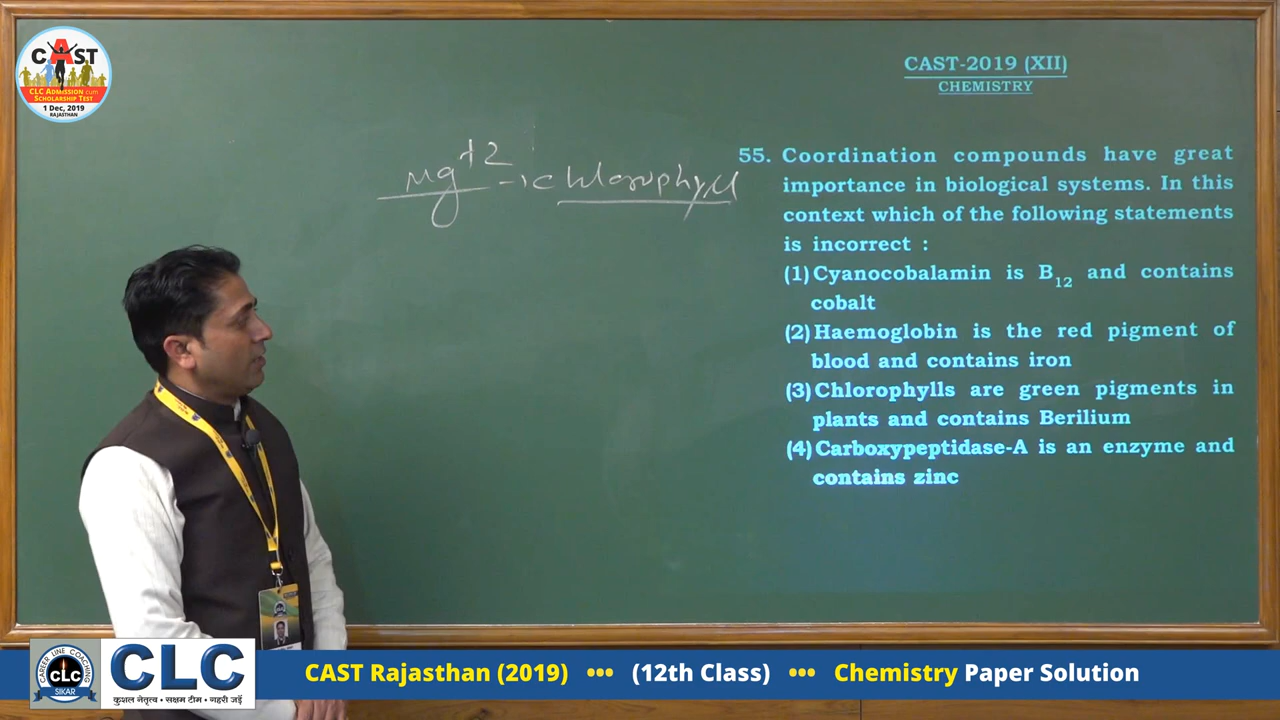 CAST
CLC ADMISSION cum
SCHOLARSHIP TEST
1 Dec, 2019
RAJASTHAN
CAST-2019 (XII)
CHEMISTRY
Mg+2 → chlorophyll
55. Coordination compounds have great
importance in biological systems. In this
context which of the following statements
is incorrect :
(1) Cyanocobalamin is B12 and contains
cobalt
(2) Haemoglobin is the red pigment of
blood and contains iron
(3) Chlorophylls are green pigments in
plants and contains Berilium
(4) Carboxypeptidase-A is an enzyme and
contains zinc
CAREER LINE COACHING
CLC
SIKAR
CLC
कुशल नेतृत्व • सक्षम टीम • गहरी जड़ें
CAST Rajasthan (2019) ••• (12th Class) ••• Chemistry Paper Solution